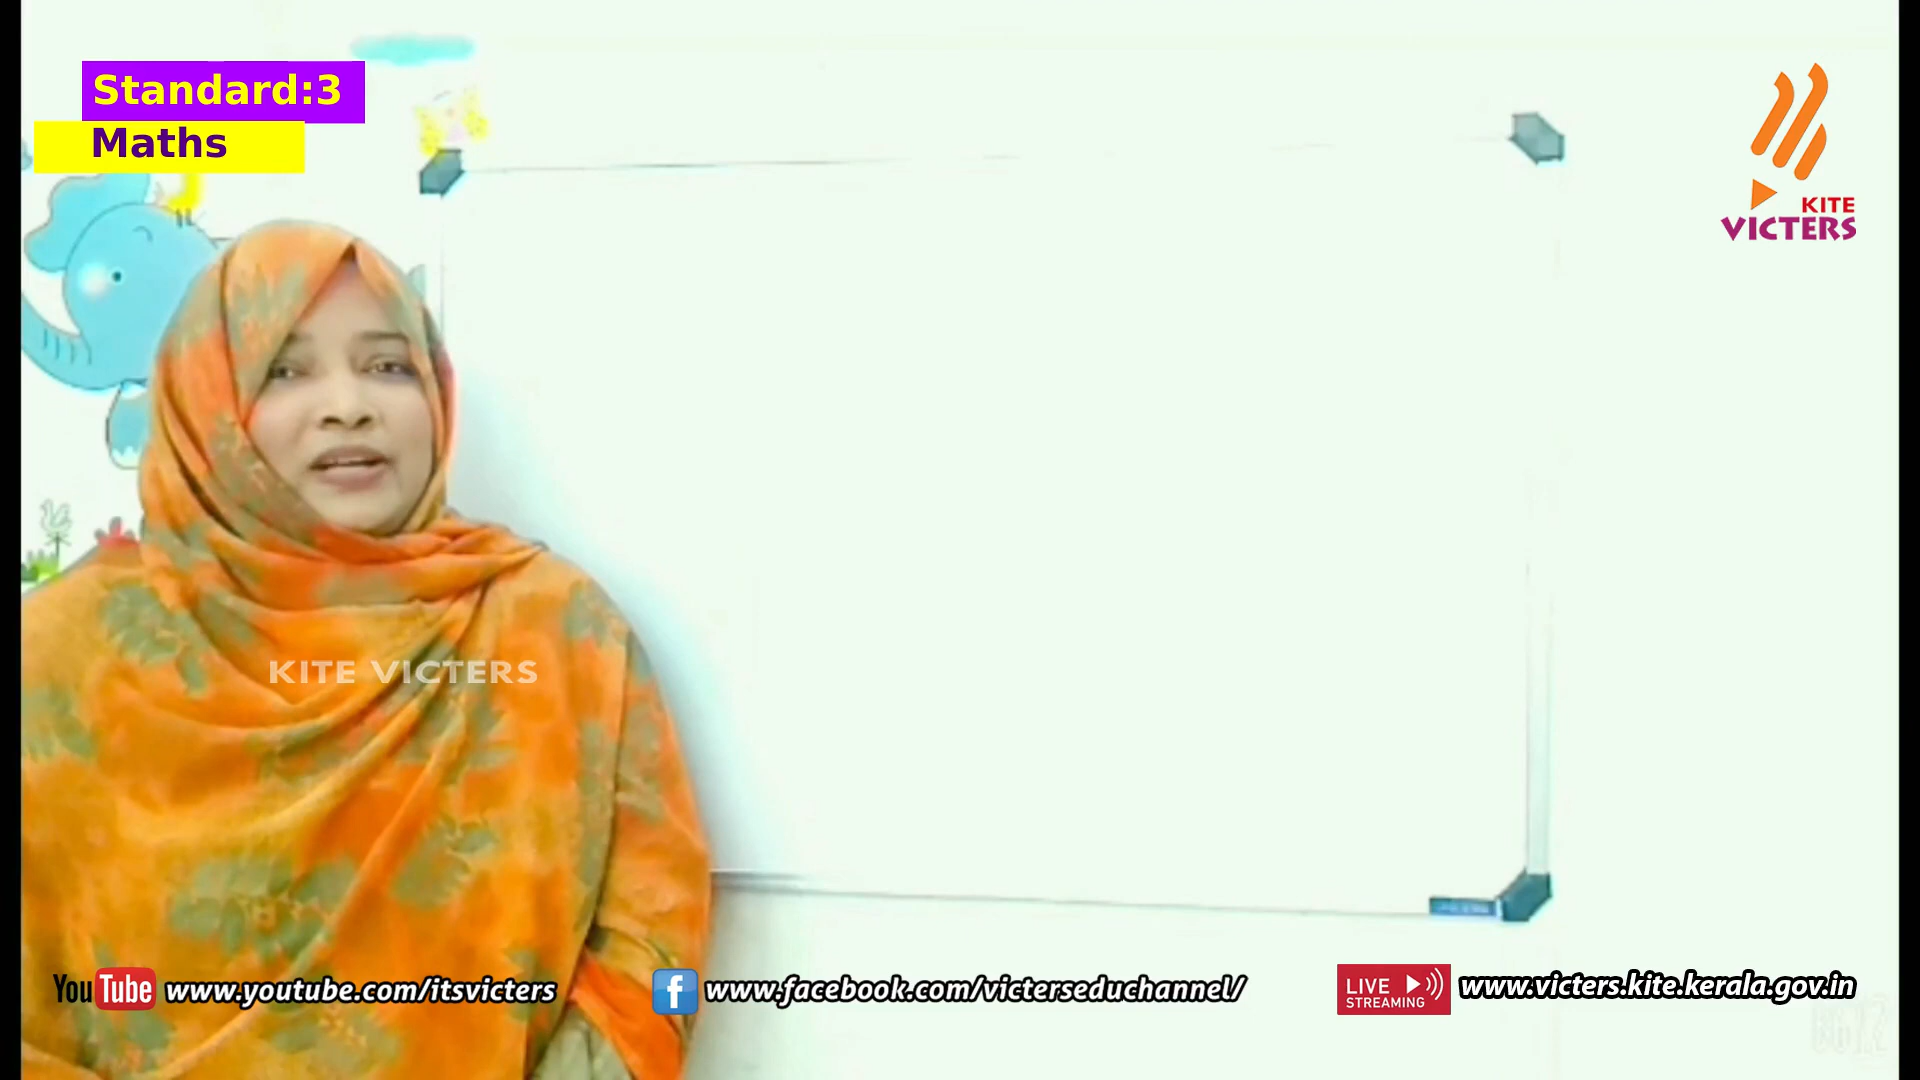 Standard:3
Maths
KITE
VICTERS
KITE VICTERS
YouTube www.youtube.com/itsvicters
f www.facebook.com/victerseduchannel/
LIVE
STREAMING
www.victers.kite.kerala.gov.in